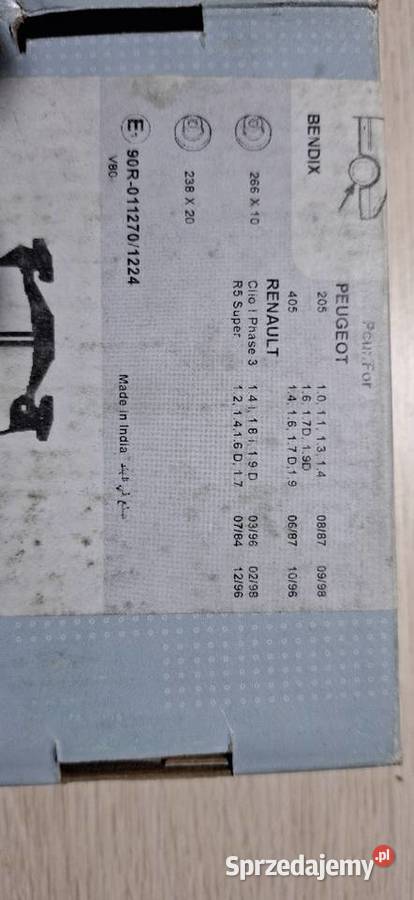 Pour/For
BENDIX
PEUGEOT
205 1.0, 1.1, 1.3, 1.4 08/87 09/98
1.6, 1.7D, 1.9D
405 1.4, 1.6, 1.7 D,1.9 06/87 10/96
RENAULT
266 X 10
Clio I Phase 3 1.4 i, 1.8 i, 1.9 D 03/96 02/98
R5 Super 1.2, 1.4,1.6 D, 1.7 07/84 12/96
238 X 20
E 90R-011270/1224
V80
Made in India صنع في الهند
Sprzedajemy.pl